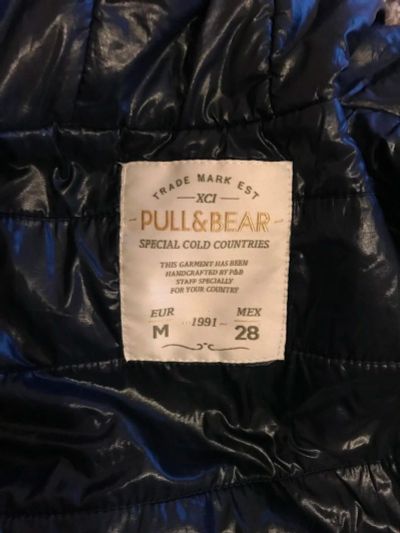 TRADE MARK EST
XCI
PULL&BEAR
SPECIAL COLD COUNTRIES
THIS GARMENT HAS BEEN
HANDCRAFTED BY P&B
STAFF SPECIALLY
FOR YOUR COUNTRY
EUR MEX
M 1991 28